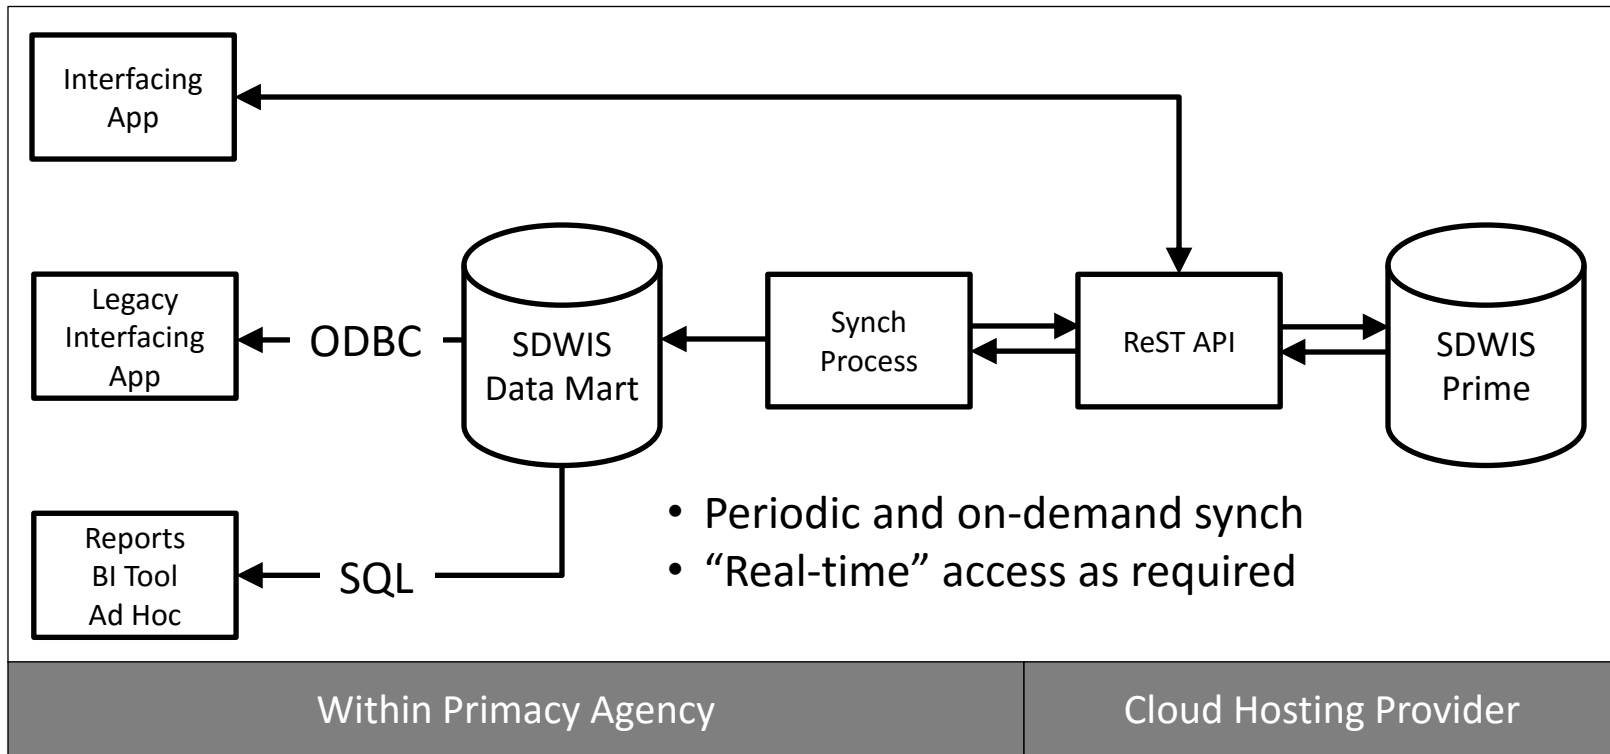 Interfacing
App
Legacy
Interfacing
App
ODBC
SDWIS
Data Mart
Synch
Process
ReST API
SDWIS
Prime
Reports
BI Tool
Ad Hoc
SQL
• Periodic and on-demand synch
• “Real-time” access as required
Within Primacy Agency
Cloud Hosting Provider